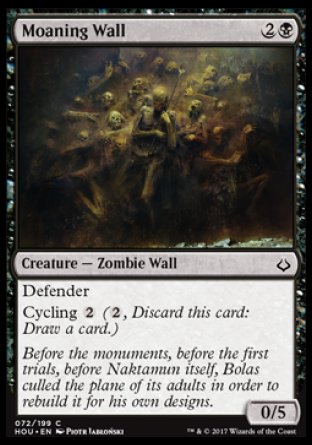 Moaning Wall 2
Creature — Zombie Wall
Defender
Cycling 2 (2, Discard this card:
Draw a card.)
Before the monuments, before the first
trials, before Naktamun itself, Bolas
culled the plane of its adults in order to
rebuilt it for his own designs.
0/5
072/199 C
HOU • EN Piotr Jabłoński
™ & © 2017 Wizards of the Coast